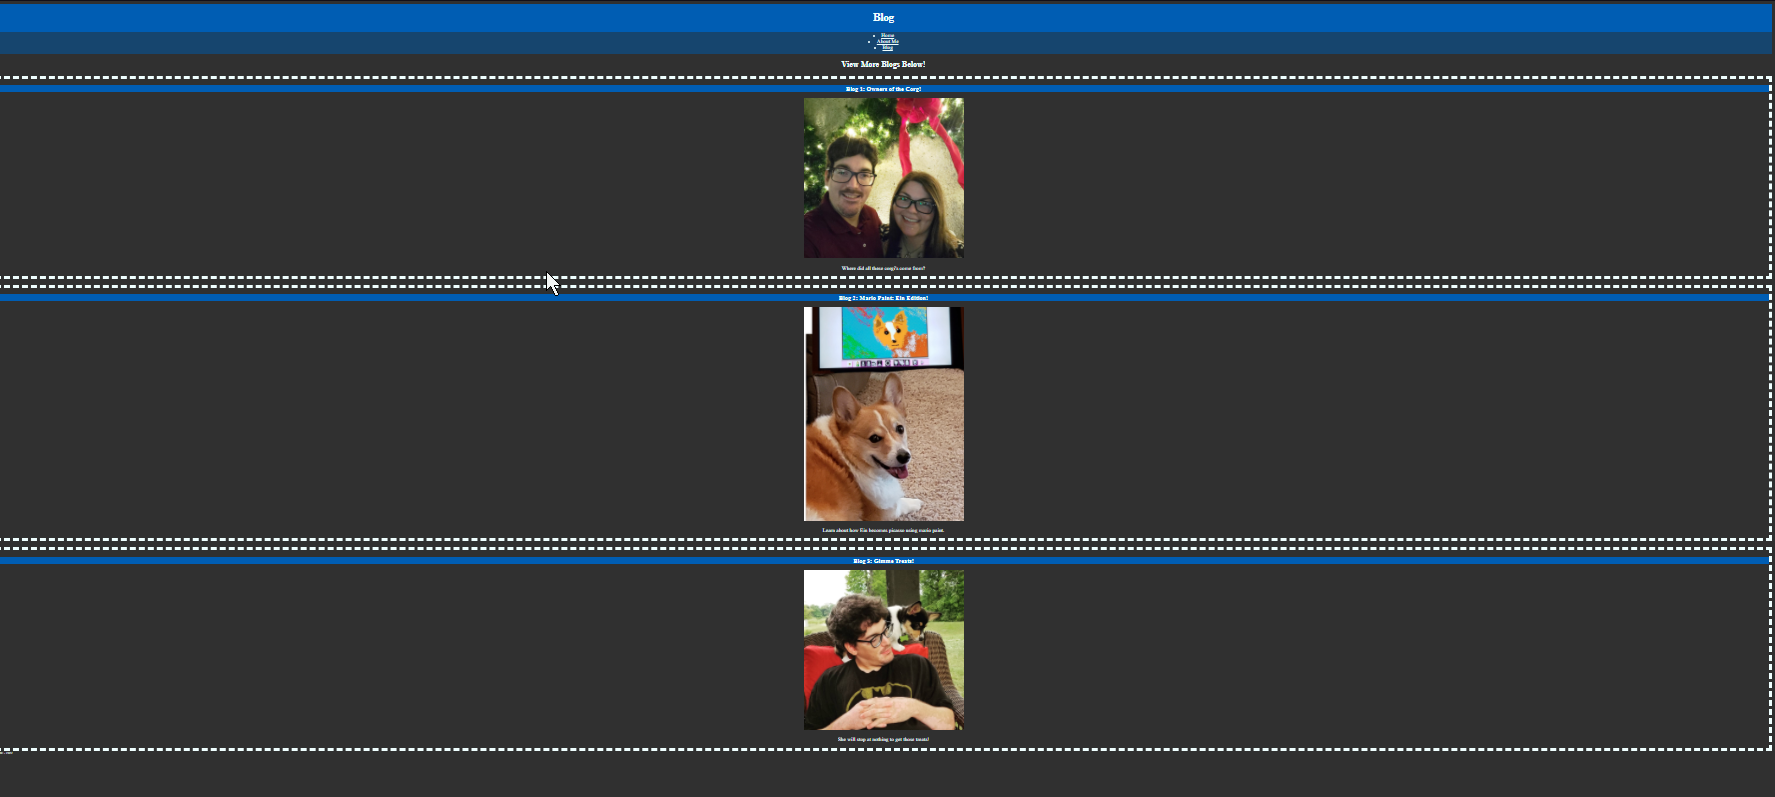 Blog
Home
About Me
Blog
View More Blogs Below!
Blog 1: Owners of the Corg!
Where did all these corgi's come from?
Blog 2: Mario Paint: Ein Edition!
Learn about how Ein becomes picasso using mario paint.
Blog 3: Gimme Treats!
She will stop at nothing to get those treats!